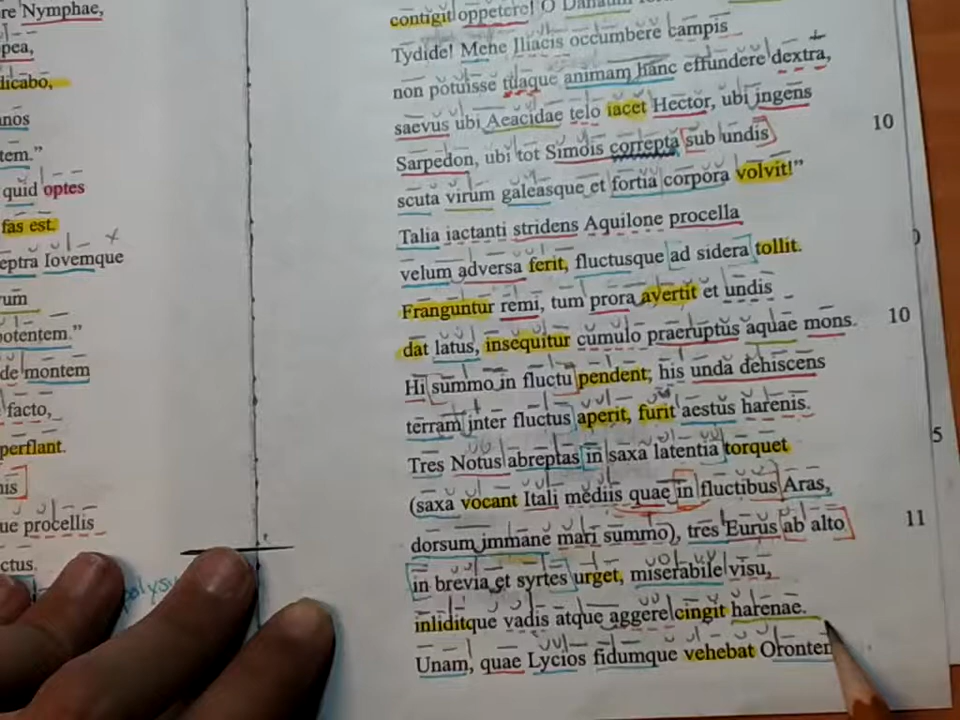 re Nymphae,
pea,
dicabo,
nos
tem.”
quid optes
fas est.
eptra Iovemque
rum
potentem.”
de montem
facto,
perflant.
nis
ue procellis
ctus.
contigit oppetere! O Danaum
Tydide! Mene Iliacis occumbere campis
non potuisse tuaque animam hanc effundere dextra,
saevus ubi Aeacidae telo iacet Hector, ubi ingens
Sarpedon, ubi tot Simois correpta sub undis
10
scuta virum galeasque et fortia corpora volvit!”
Talia iactanti stridens Aquilone procella
velum adversa ferit, fluctusque ad sidera tollit.
Franguntur remi, tum prora avertit et undis
dat latus, insequitur cumulo praeruptus aquae mons.
10
Hi summo in fluctu pendent; his unda dehiscens
terram inter fluctus aperit, furit aestus harenis.
Tres Notus abreptas in saxa latentia torquet
5
(saxa vocant Itali mediis quae in fluctibus Aras,
dorsum immane mari summo), tres Eurus ab alto
11
in brevia et syrtes urget, miserabile visu,
inliditque vadis atque aggere cingit harenae.
Unam, quae Lycios fidumque vehebat Oronten